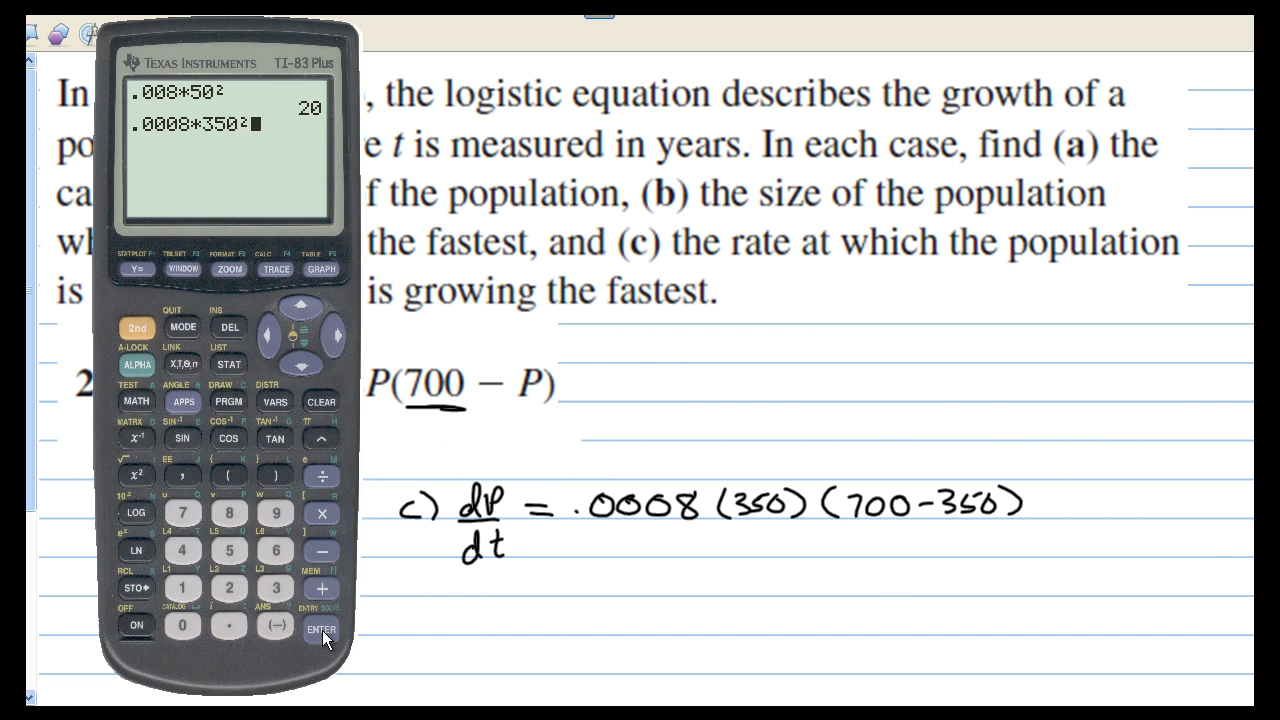 In , the logistic equation describes the growth of a
po e t is measured in years. In each case, find (a) the
ca f the population, (b) the size of the population
wh the fastest, and (c) the rate at which the population
is is growing the fastest.
2 P(700 − P)
c) dP/dt = .0008 (350) (700-350)
TEXAS INSTRUMENTS TI-83 Plus
.008*50²
20
.0008*350²
STAT PLOT F1 TBLSET F2 FORMAT F3 CALC F4 TABLE F5
Y= WINDOW ZOOM TRACE GRAPH
QUIT INS
2nd MODE DEL
A-LOCK LINK LIST
ALPHA X,T,θ,n STAT
TEST A ANGLE B DRAW C DISTR
MATH APPS PRGM VARS CLEAR
MATRX D SIN⁻¹ E COS⁻¹ F TAN⁻¹ G π H
x⁻¹ SIN COS TAN ^
√ I EE J { K } L e M
x² , ( ) ÷
10ˣ N u O v P w Q [ R
LOG 7 8 9 ×
eˣ S L4 T L5 U L6 V ] W
LN 4 5 6 −
RCL X L1 Y L2 Z L3 θ MEM "
STO 1 2 3 +
OFF CATALOG i : ANS ? ENTRY SOLVE
ON 0 . (−) ENTER